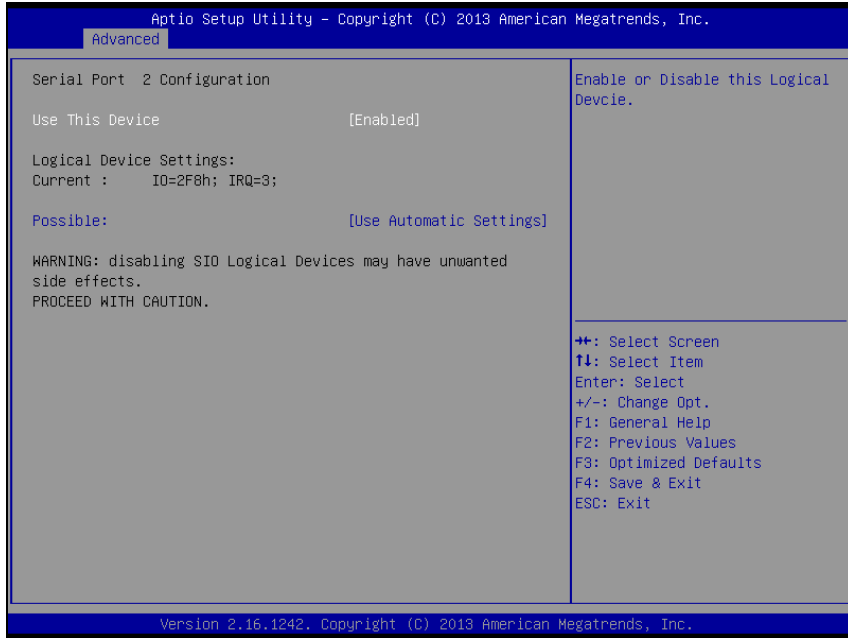 Aptio Setup Utility – Copyright (C) 2013 American Megatrends, Inc.
Advanced
Serial Port 2 Configuration
Use This Device [Enabled]
Logical Device Settings:
Current : IO=2F8h; IRQ=3;
Possible: [Use Automatic Settings]
WARNING: disabling SIO Logical Devices may have unwanted
side effects.
PROCEED WITH CAUTION.
Enable or Disable this Logical
Devcie.
→←: Select Screen
↑↓: Select Item
Enter: Select
+/-: Change Opt.
F1: General Help
F2: Previous Values
F3: Optimized Defaults
F4: Save & Exit
ESC: Exit
Version 2.16.1242. Copyright (C) 2013 American Megatrends, Inc.